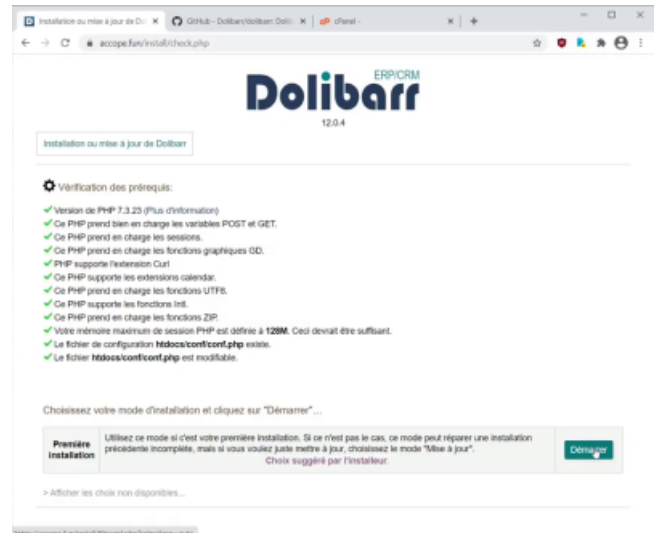 Installation ou mise à jour de Dol
GitHub - Dolibarr/dolibarr: Dolib
cPanel -
accope.fun/install/check.php
Dolibarr ERP/CRM
12.0.4
Installation ou mise à jour de Dolibarr
Vérification des prérequis:
Version de PHP 7.3.23 (Plus d'information)
Ce PHP prend bien en charge les variables POST et GET.
Ce PHP prend en charge les sessions.
Ce PHP prend en charge les fonctions graphiques GD.
PHP supporte l'extension Curl
Ce PHP supporte les extensions calendar.
Ce PHP prend en charge les fonctions UTF8.
Ce PHP supporte les fonctions Intl.
Ce PHP prend en charge les fonctions ZIP.
Votre mémoire maximum de session PHP est définie à 128M. Ceci devrait être suffisant.
Le fichier de configuration htdocs/conf/conf.php existe.
Le fichier htdocs/conf/conf.php est modifiable.
Choisissez votre mode d'installation et cliquez sur "Démarrer"...
Première installation
Utilisez ce mode si c'est votre première installation. Si ce n'est pas le cas, ce mode peut réparer une installation
précédente incomplète, mais si vous voulez juste mettre à jour, choisissez le mode "Mise à jour".
Choix suggéré par l'installeur.
Démarrer
> Afficher les choix non disponibles...